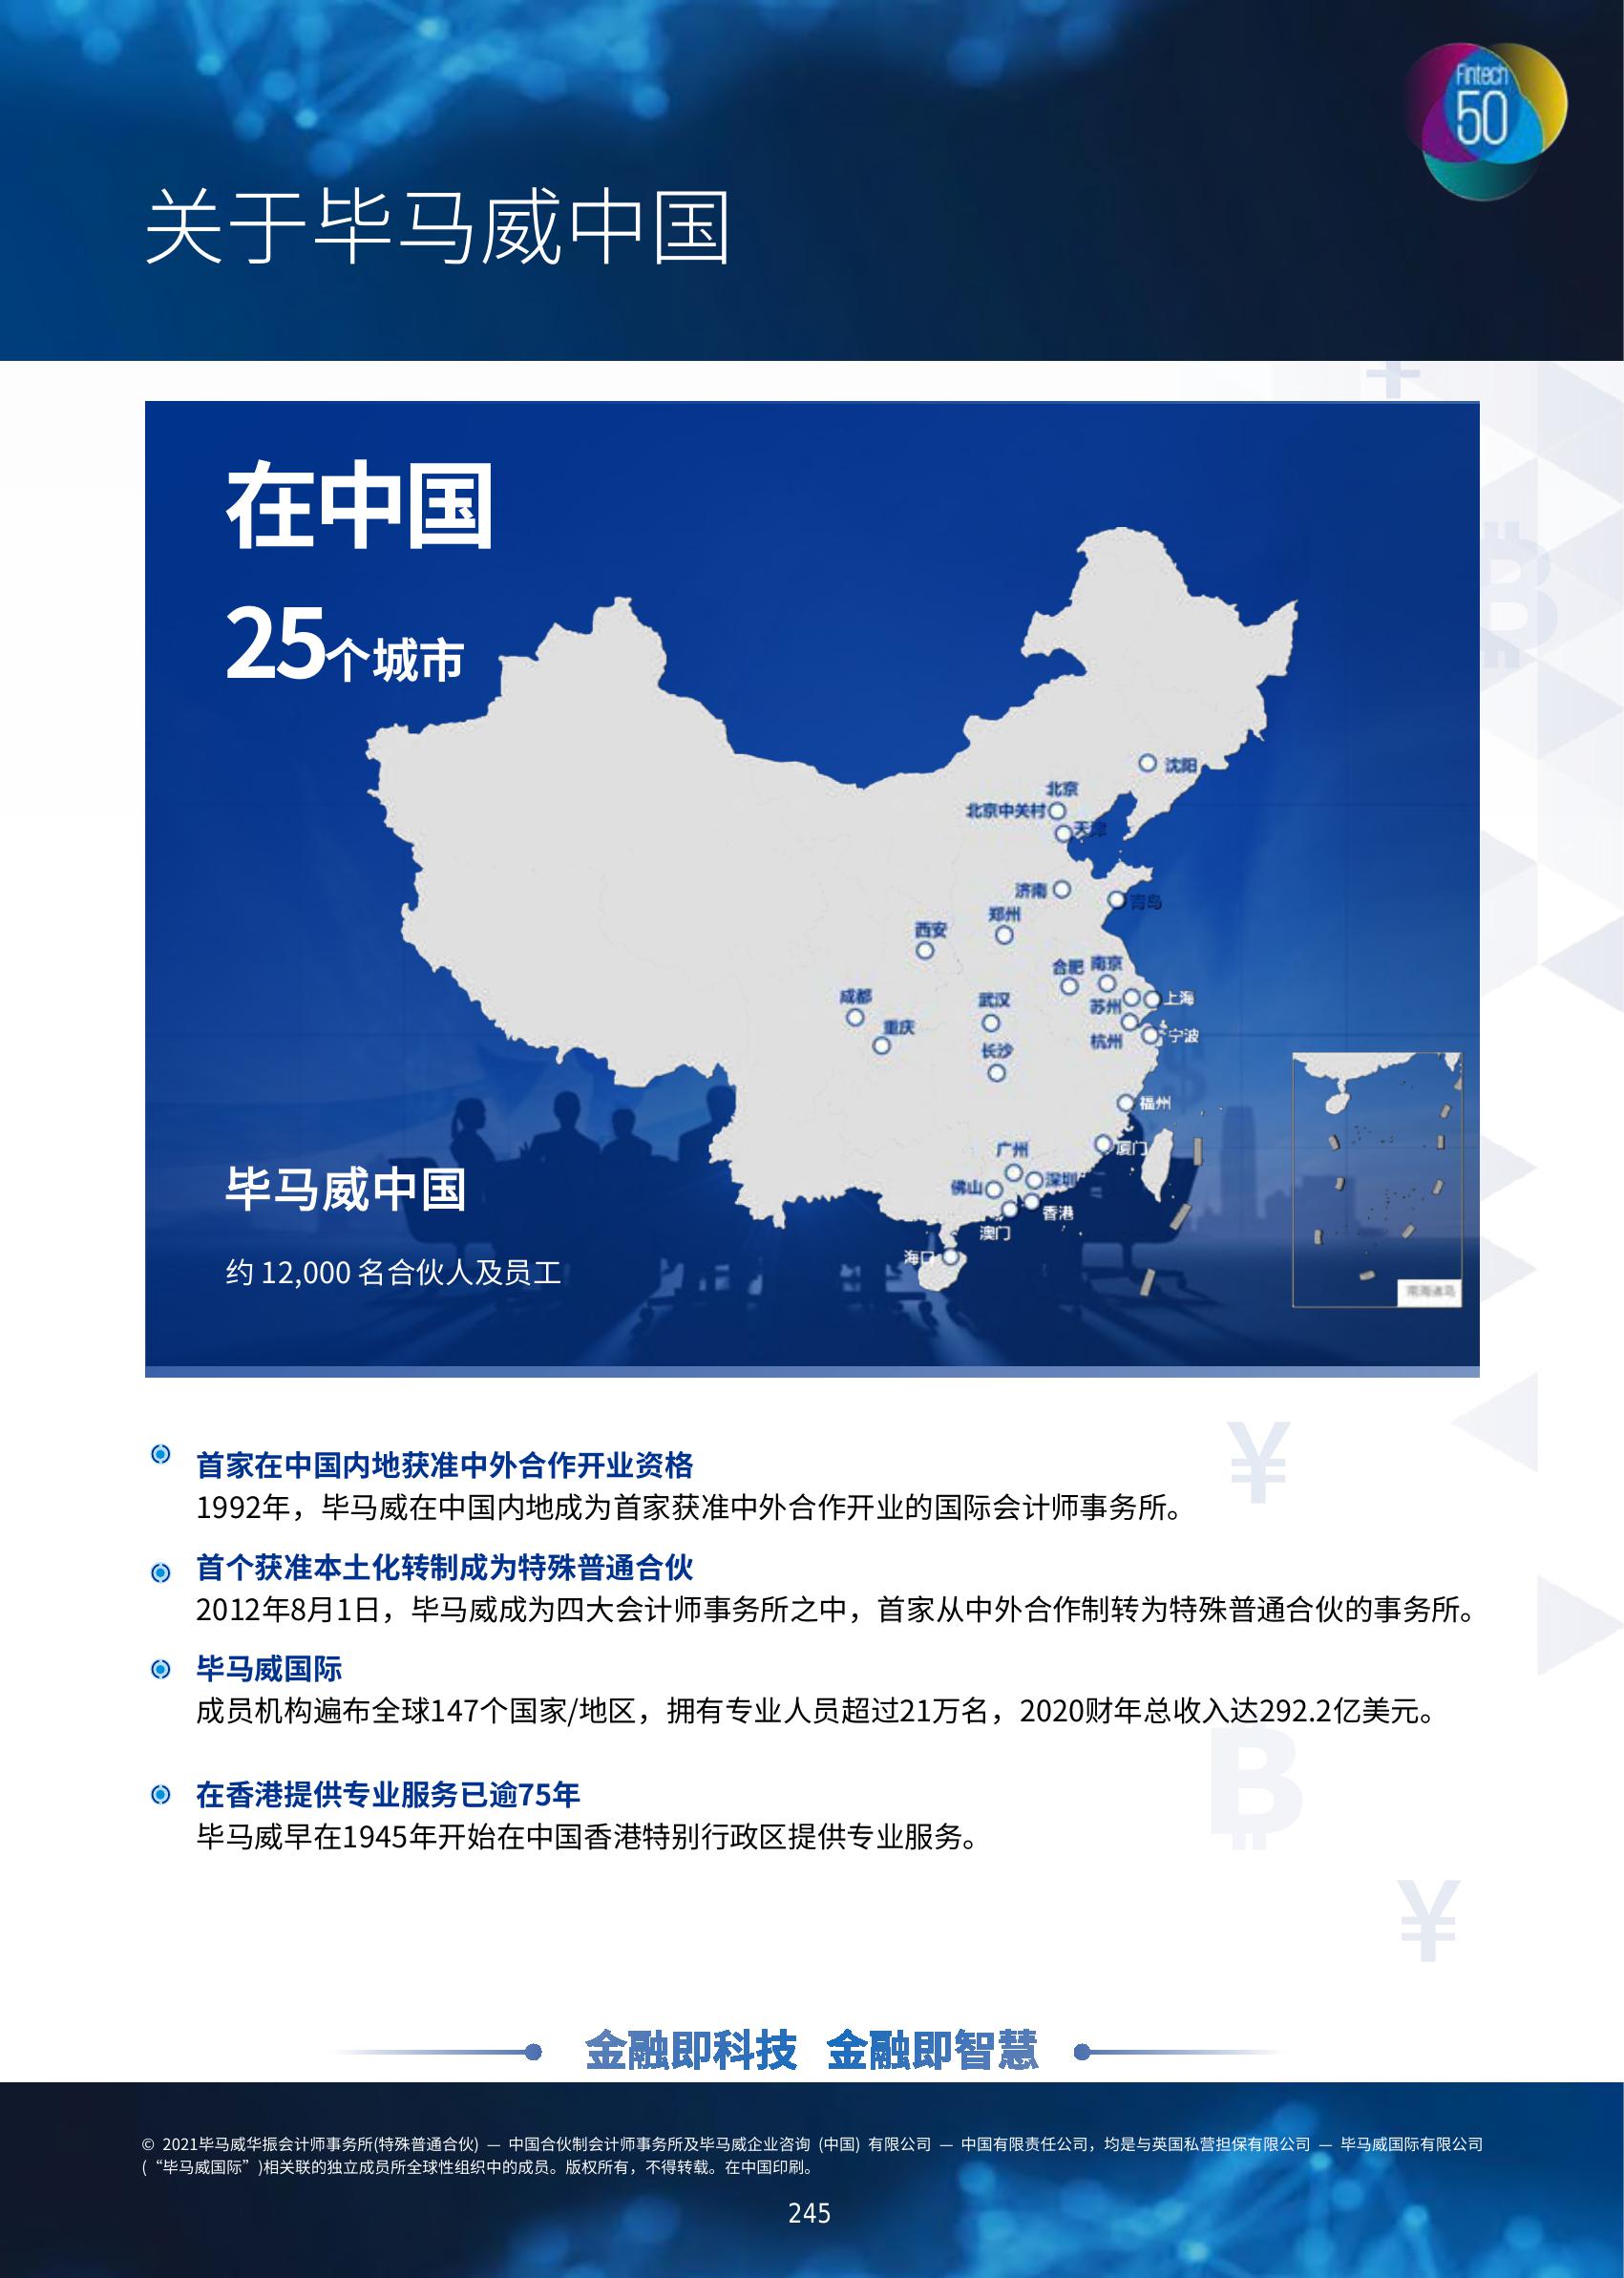 Fintech
50
关于毕马威中国
在中国
25个城市
沈阳
北京
北京中关村
天津
济南
青岛
郑州
西安
合肥 南京
成都
武汉
苏州
上海
重庆
杭州
宁波
长沙
福州
广州
厦门
佛山
深圳
香港
澳门
海口
南海诸岛
毕马威中国
约 12,000 名合伙人及员工
首家在中国内地获准中外合作开业资格
1992年，毕马威在中国内地成为首家获准中外合作开业的国际会计师事务所。
首个获准本土化转制成为特殊普通合伙
2012年8月1日，毕马威成为四大会计师事务所之中，首家从中外合作制转为特殊普通合伙的事务所。
毕马威国际
成员机构遍布全球147个国家/地区，拥有专业人员超过21万名，2020财年总收入达292.2亿美元。
在香港提供专业服务已逾75年
毕马威早在1945年开始在中国香港特别行政区提供专业服务。
金融即科技 金融即智慧
© 2021毕马威华振会计师事务所(特殊普通合伙) — 中国合伙制会计师事务所及毕马威企业咨询 (中国) 有限公司 — 中国有限责任公司，均是与英国私营担保有限公司 — 毕马威国际有限公司
(“毕马威国际”)相关联的独立成员所全球性组织中的成员。版权所有，不得转载。在中国印刷。
245